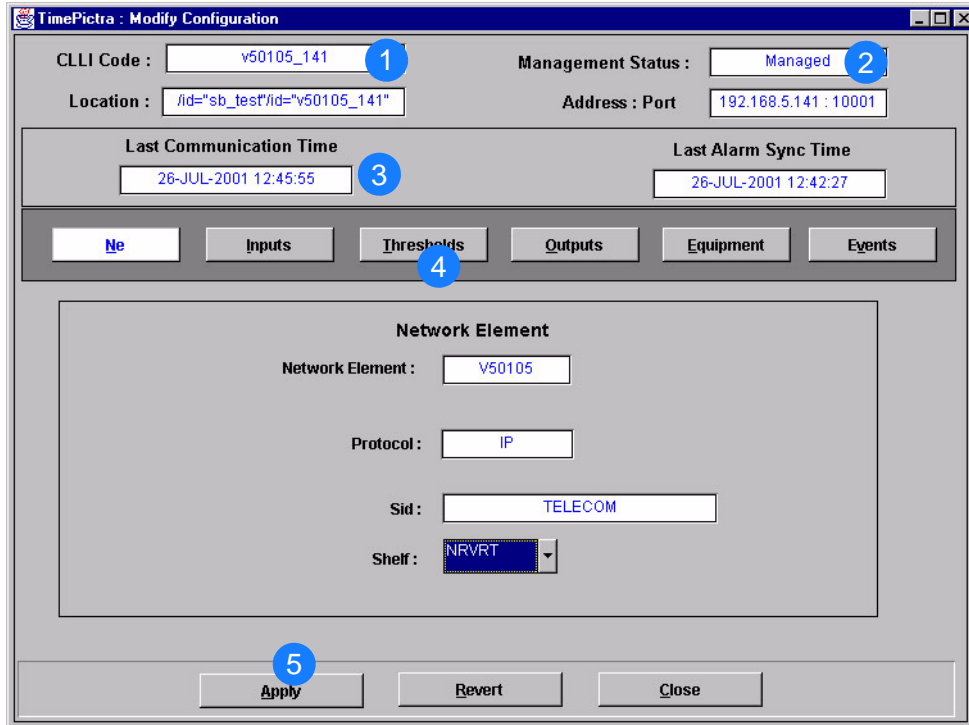 TimePictra : Modify Configuration
CLLI Code : v50105_141 1 Management Status : Managed 2
Location : /id="sb_test"/id="v50105_141" Address : Port 192.168.5.141 : 10001
Last Communication Time Last Alarm Sync Time
26-JUL-2001 12:45:55 3 26-JUL-2001 12:42:27
Ne Inputs Thresholds Outputs Equipment Events
4
Network Element
Network Element : V50105
Protocol : IP
Sid : TELECOM
Shelf : NRVRT
5
Apply Revert Close